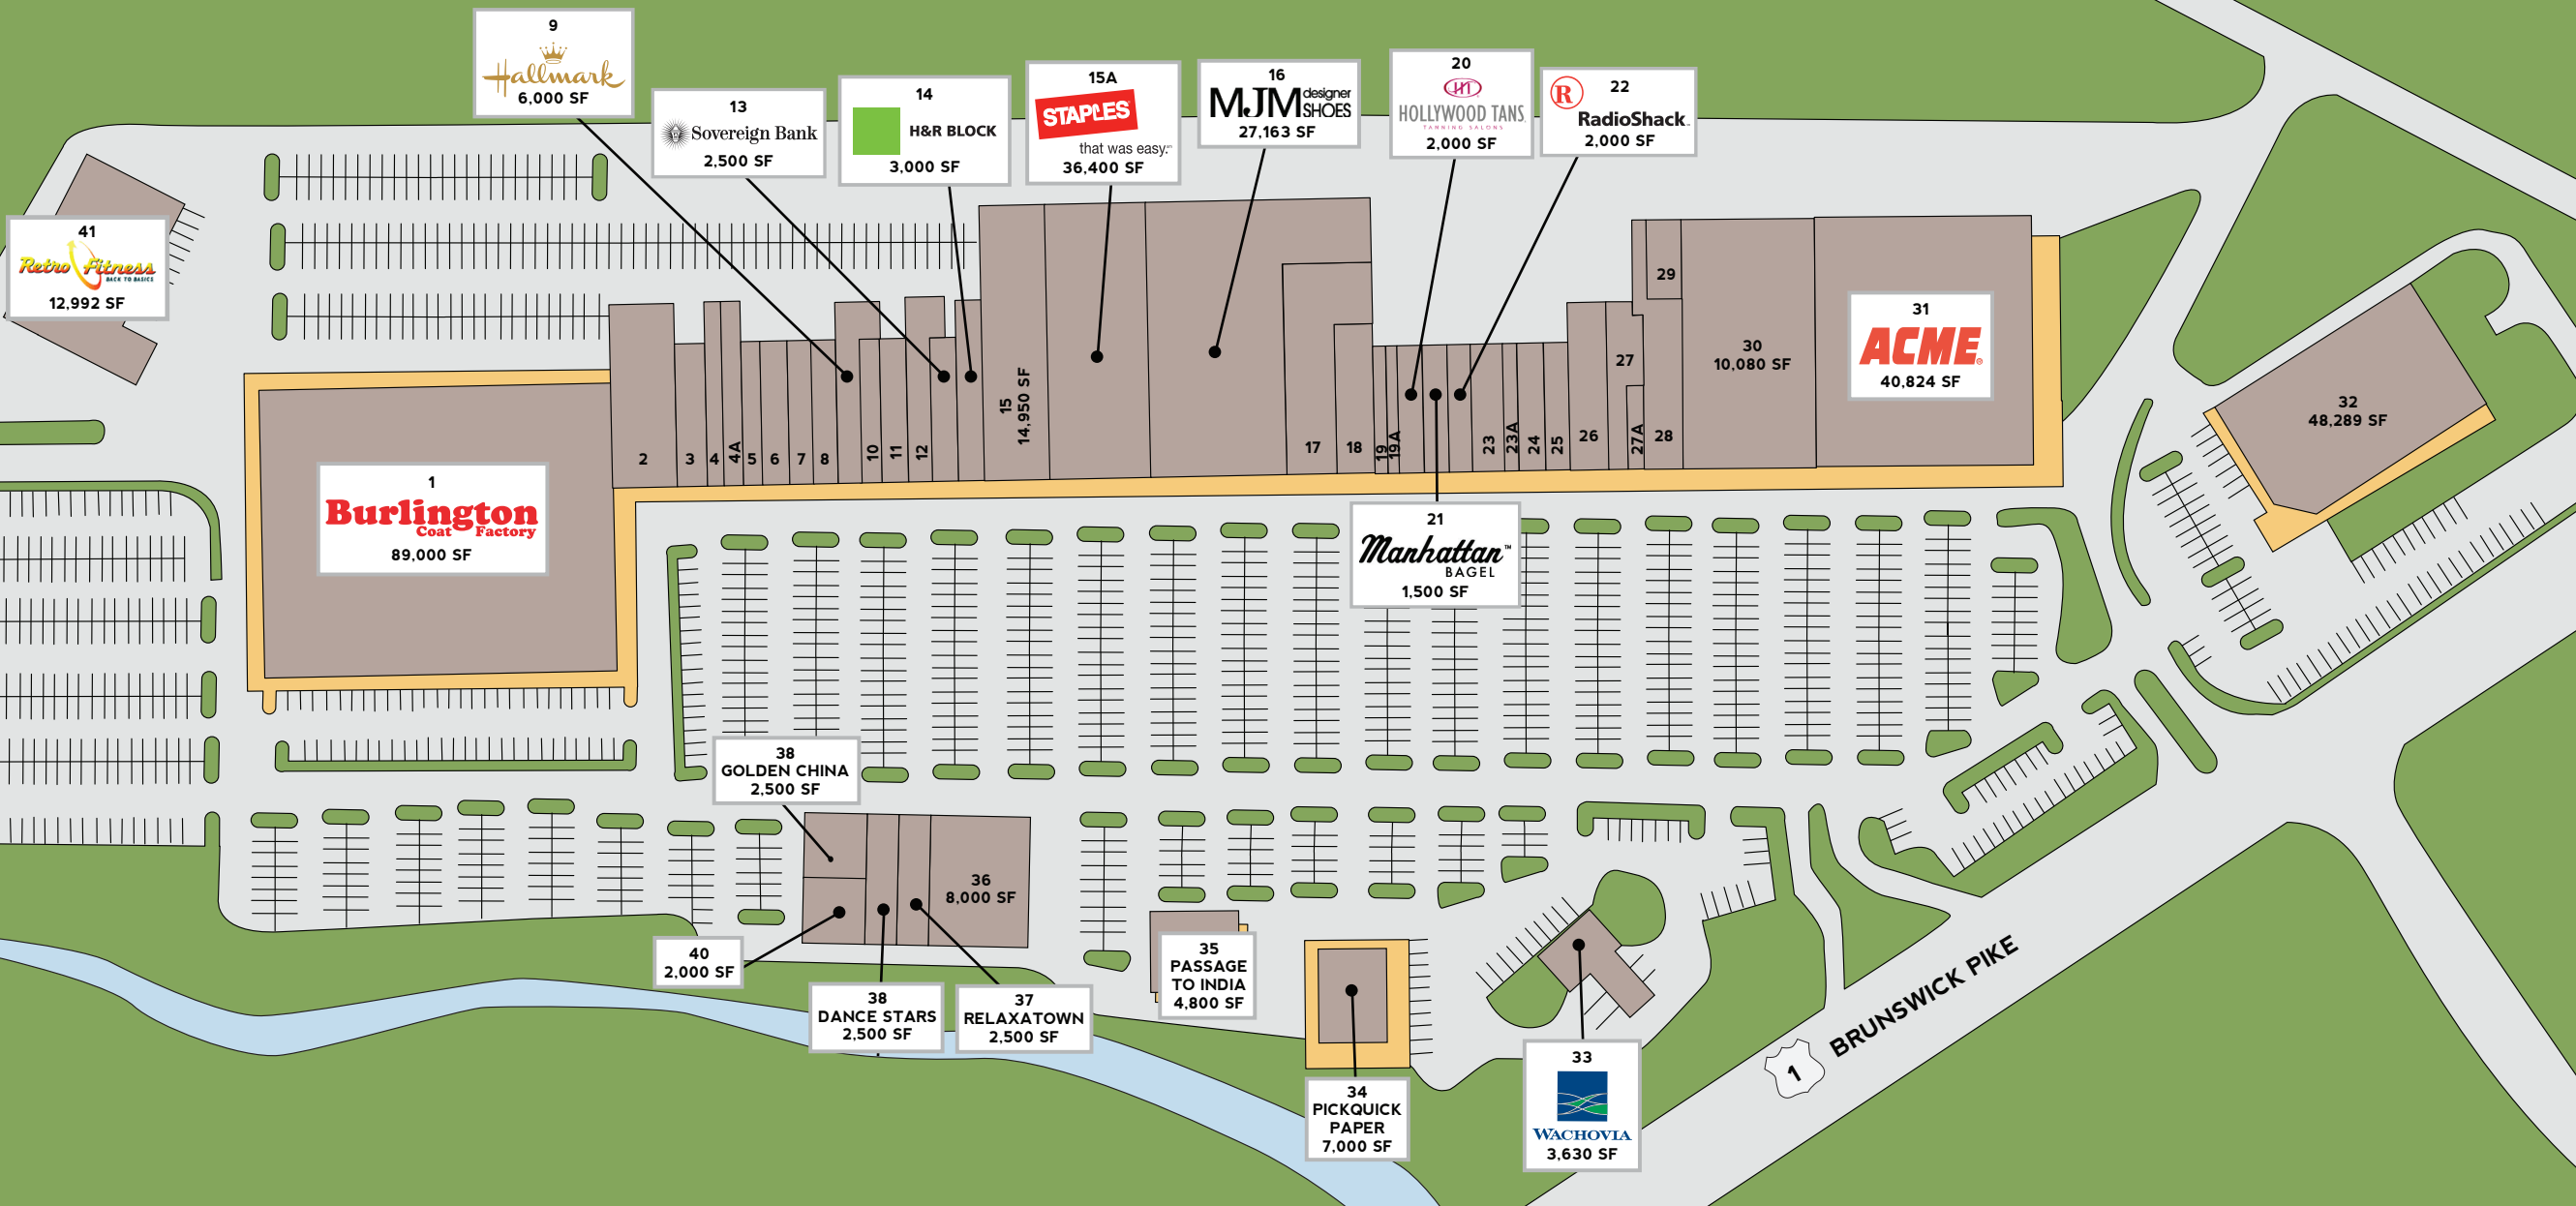 9
Hallmark
6,000 SF
13
Sovereign Bank
2,500 SF
14
H&R BLOCK
3,000 SF
15A
STAPLES
that was easy.
36,400 SF
16
MJM designer SHOES
27,163 SF
20
HOLLYWOOD TANS
TANNING SALONS
2,000 SF
22
R
RadioShack
2,000 SF
41
Retro Fitness
BACK TO BASICS
12,992 SF
1
Burlington
Coat Factory
89,000 SF
2
3
4
4A
5
6
7
8
10
11
12
15
14,950 SF
17
18
19
19A
23
23A
24
25
26
27
27A
28
29
30
10,080 SF
31
ACME
40,824 SF
32
48,289 SF
21
Manhattan™
BAGEL
1,500 SF
38
GOLDEN CHINA
2,500 SF
36
8,000 SF
40
2,000 SF
38
DANCE STARS
2,500 SF
37
RELAXATOWN
2,500 SF
35
PASSAGE
TO INDIA
4,800 SF
34
PICKQUICK
PAPER
7,000 SF
33
WACHOVIA
3,630 SF
1
BRUNSWICK PIKE